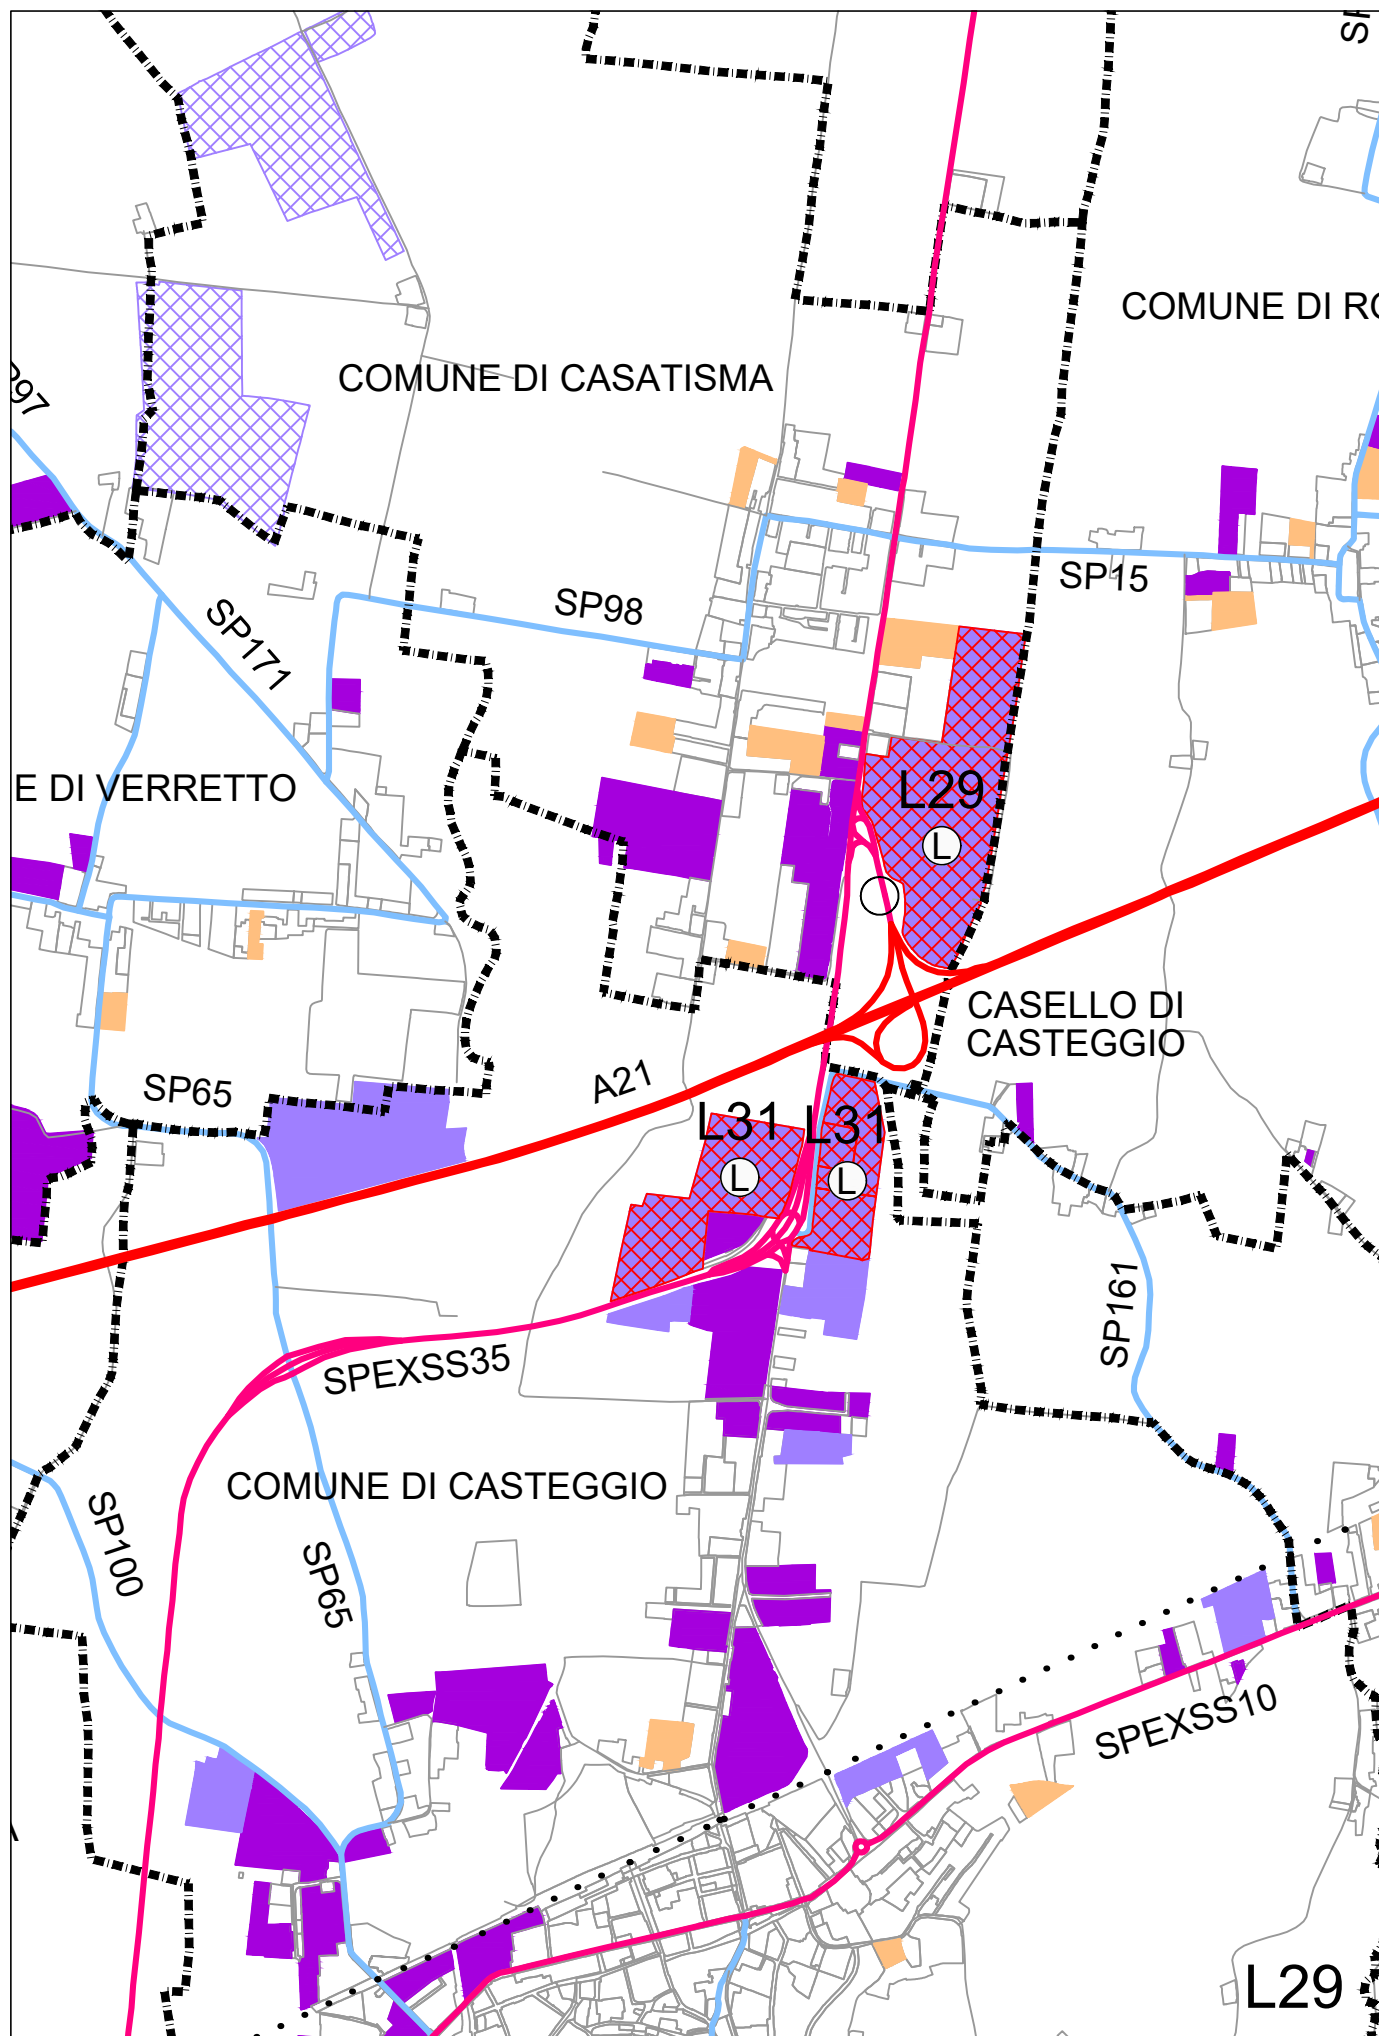 COMUNE DI RO
COMUNE DI CASATISMA
P97
SP15
SP98
SP171
L29
L
E DI VERRETTO
CASELLO DI
CASTEGGIO
A21
SP65
L31
L31
L
L
SP161
SPEXSS35
COMUNE DI CASTEGGIO
SP100
SP65
SPEXSS10
L29